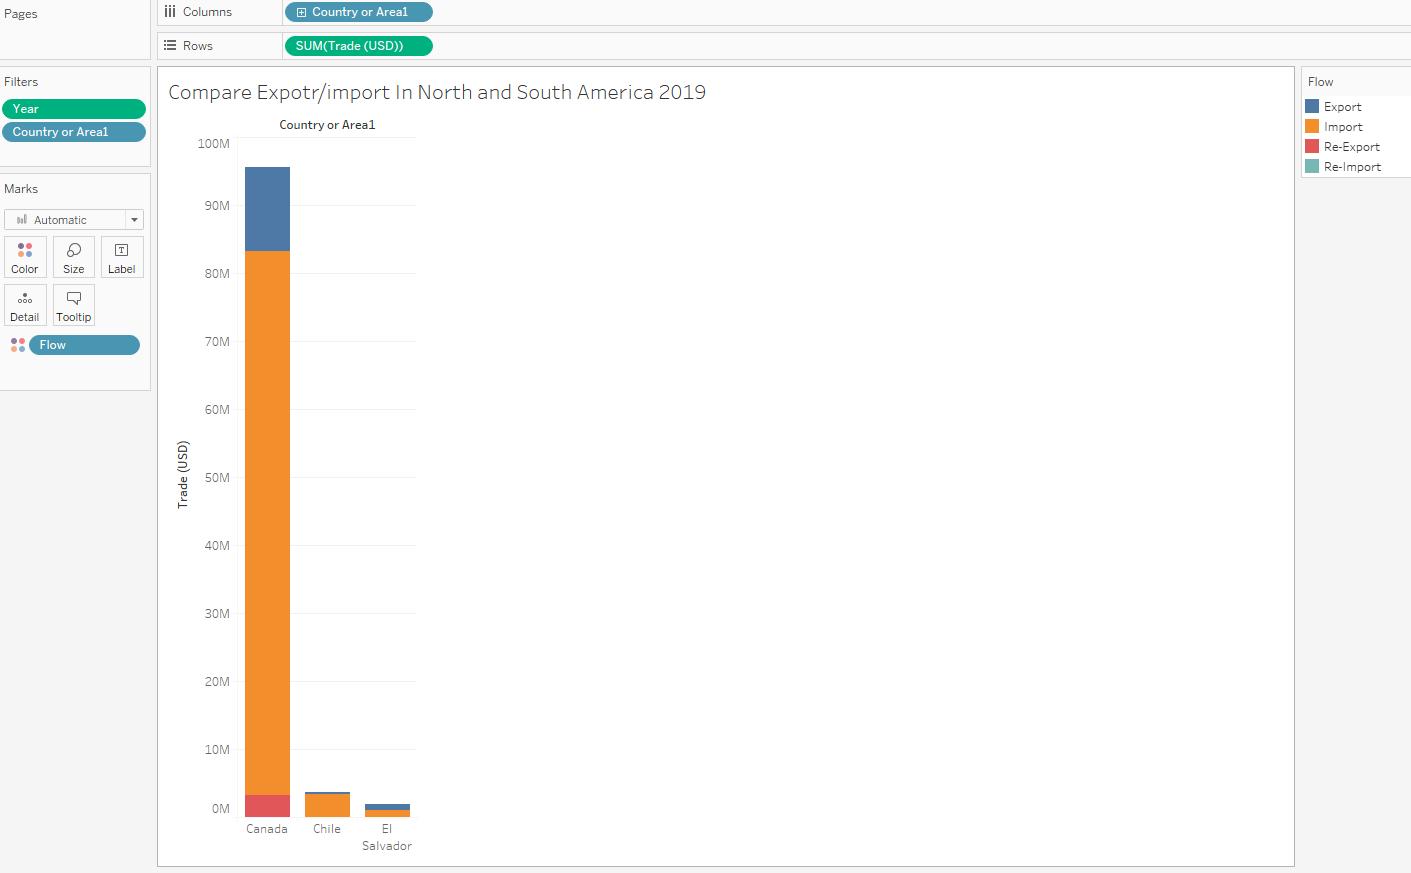 Pages
Columns
Country or Area1
Rows
SUM(Trade (USD))
Filters
Year
Country or Area1
Marks
Automatic
Color
Size
Label
Detail
Tooltip
Flow
Compare Expotr/import In North and South America 2019
Country or Area1
100M
90M
80M
70M
60M
50M
40M
30M
20M
10M
0M
Trade (USD)
Canada
Chile
El
Salvador
Flow
Export
Import
Re-Export
Re-Import